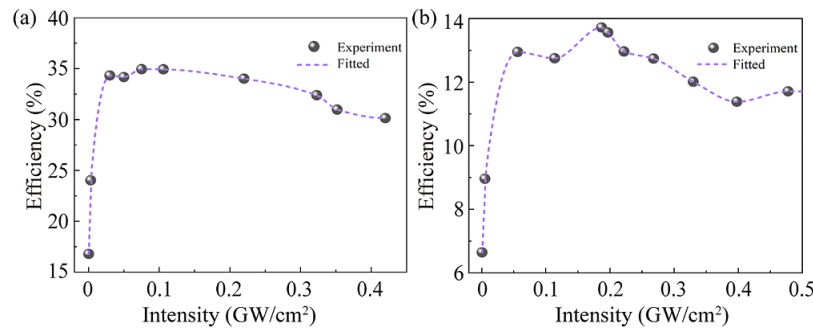 (a)
40
35
30
25
20
15
Efficiency (%)
Experiment
Fitted
0 0.1 0.2 0.3 0.4
Intensity (GW/cm²)
(b)
14
12
10
8
6
Efficiency (%)
Experiment
Fitted
0 0.1 0.2 0.3 0.4 0.5
Intensity (GW/cm²)